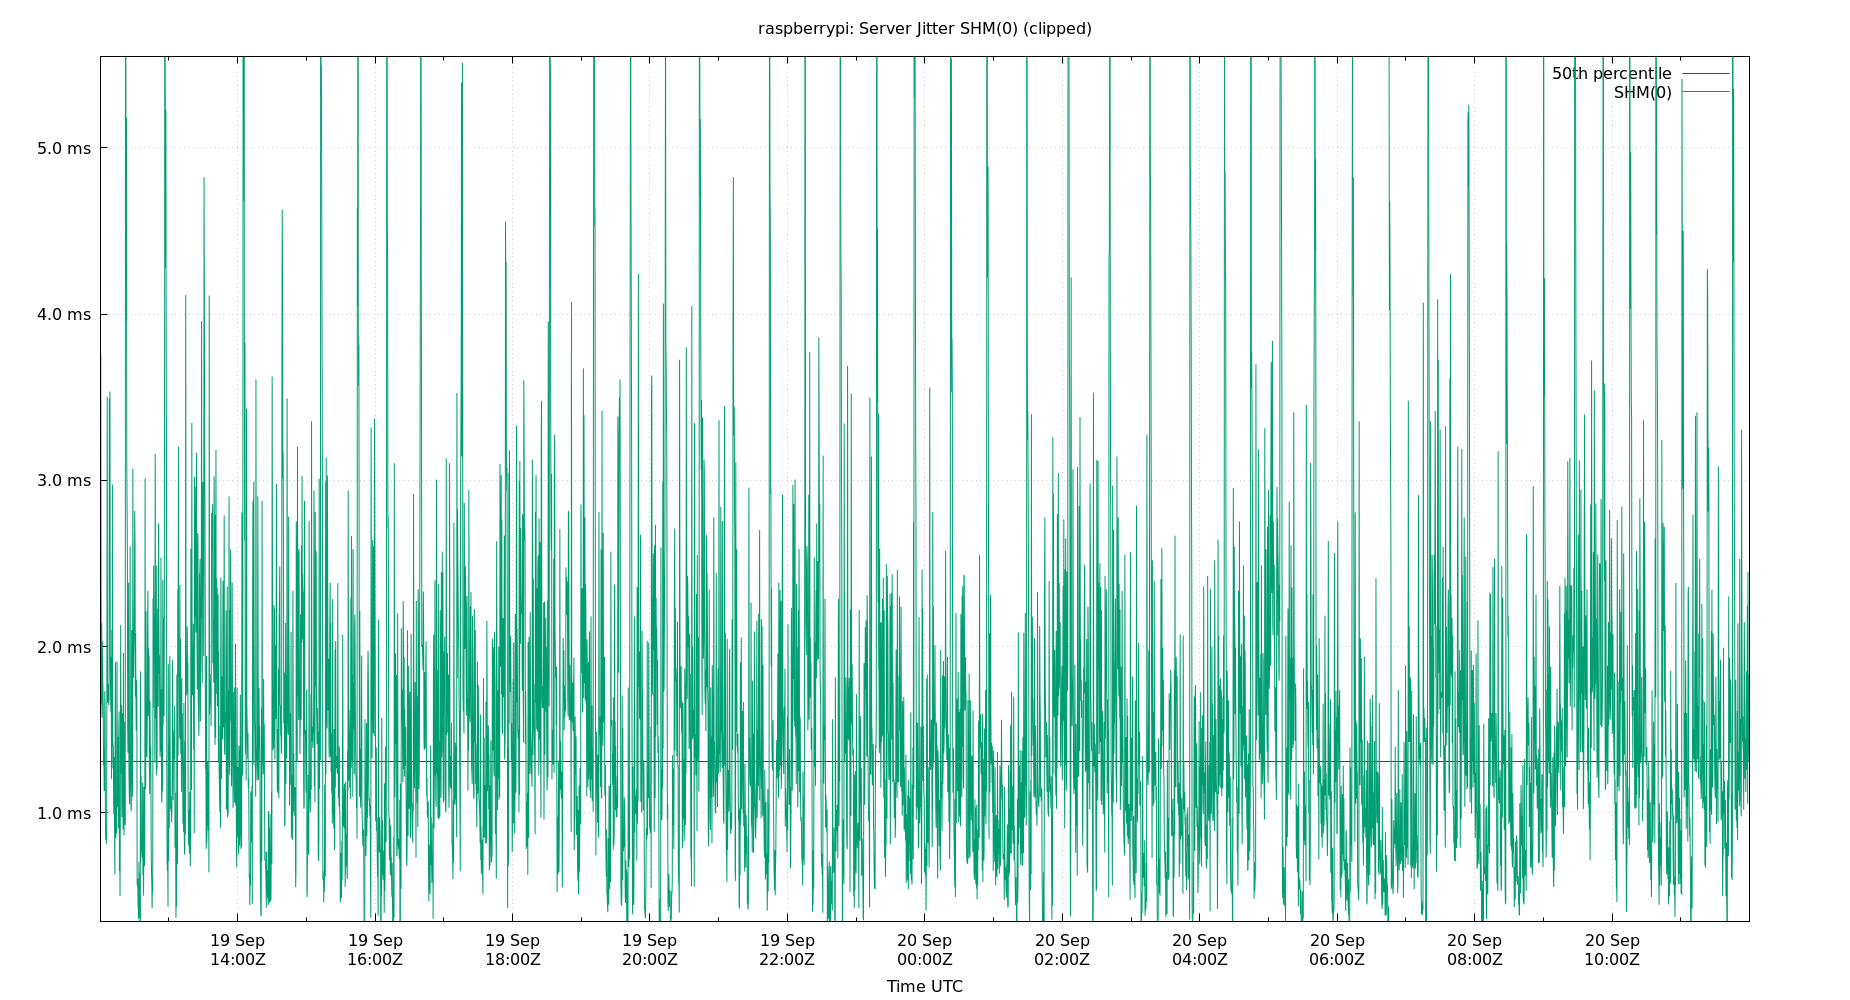 raspberrypi: Server Jitter SHM(0) (clipped)
50th percentile
SHM(0)
5.0 ms
4.0 ms
3.0 ms
2.0 ms
1.0 ms
19 Sep 19 Sep 19 Sep 19 Sep 19 Sep 20 Sep 20 Sep 20 Sep 20 Sep 20 Sep 20 Sep
14:00Z 16:00Z 18:00Z 20:00Z 22:00Z 00:00Z 02:00Z 04:00Z 06:00Z 08:00Z 10:00Z
Time UTC